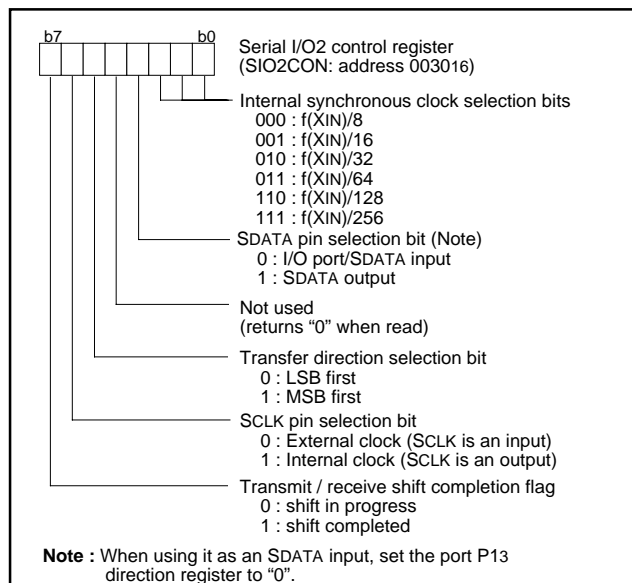 b7 b0
Serial I/O2 control register
(SIO2CON: address 003016)
Internal synchronous clock selection bits
000 : f(XIN)/8
001 : f(XIN)/16
010 : f(XIN)/32
011 : f(XIN)/64
110 : f(XIN)/128
111 : f(XIN)/256
SDATA pin selection bit (Note)
0 : I/O port/SDATA input
1 : SDATA output
Not used
(returns “0” when read)
Transfer direction selection bit
0 : LSB first
1 : MSB first
SCLK pin selection bit
0 : External clock (SCLK is an input)
1 : Internal clock (SCLK is an output)
Transmit / receive shift completion flag
0 : shift in progress
1 : shift completed
Note : When using it as an SDATA input, set the port P13
direction register to “0”.